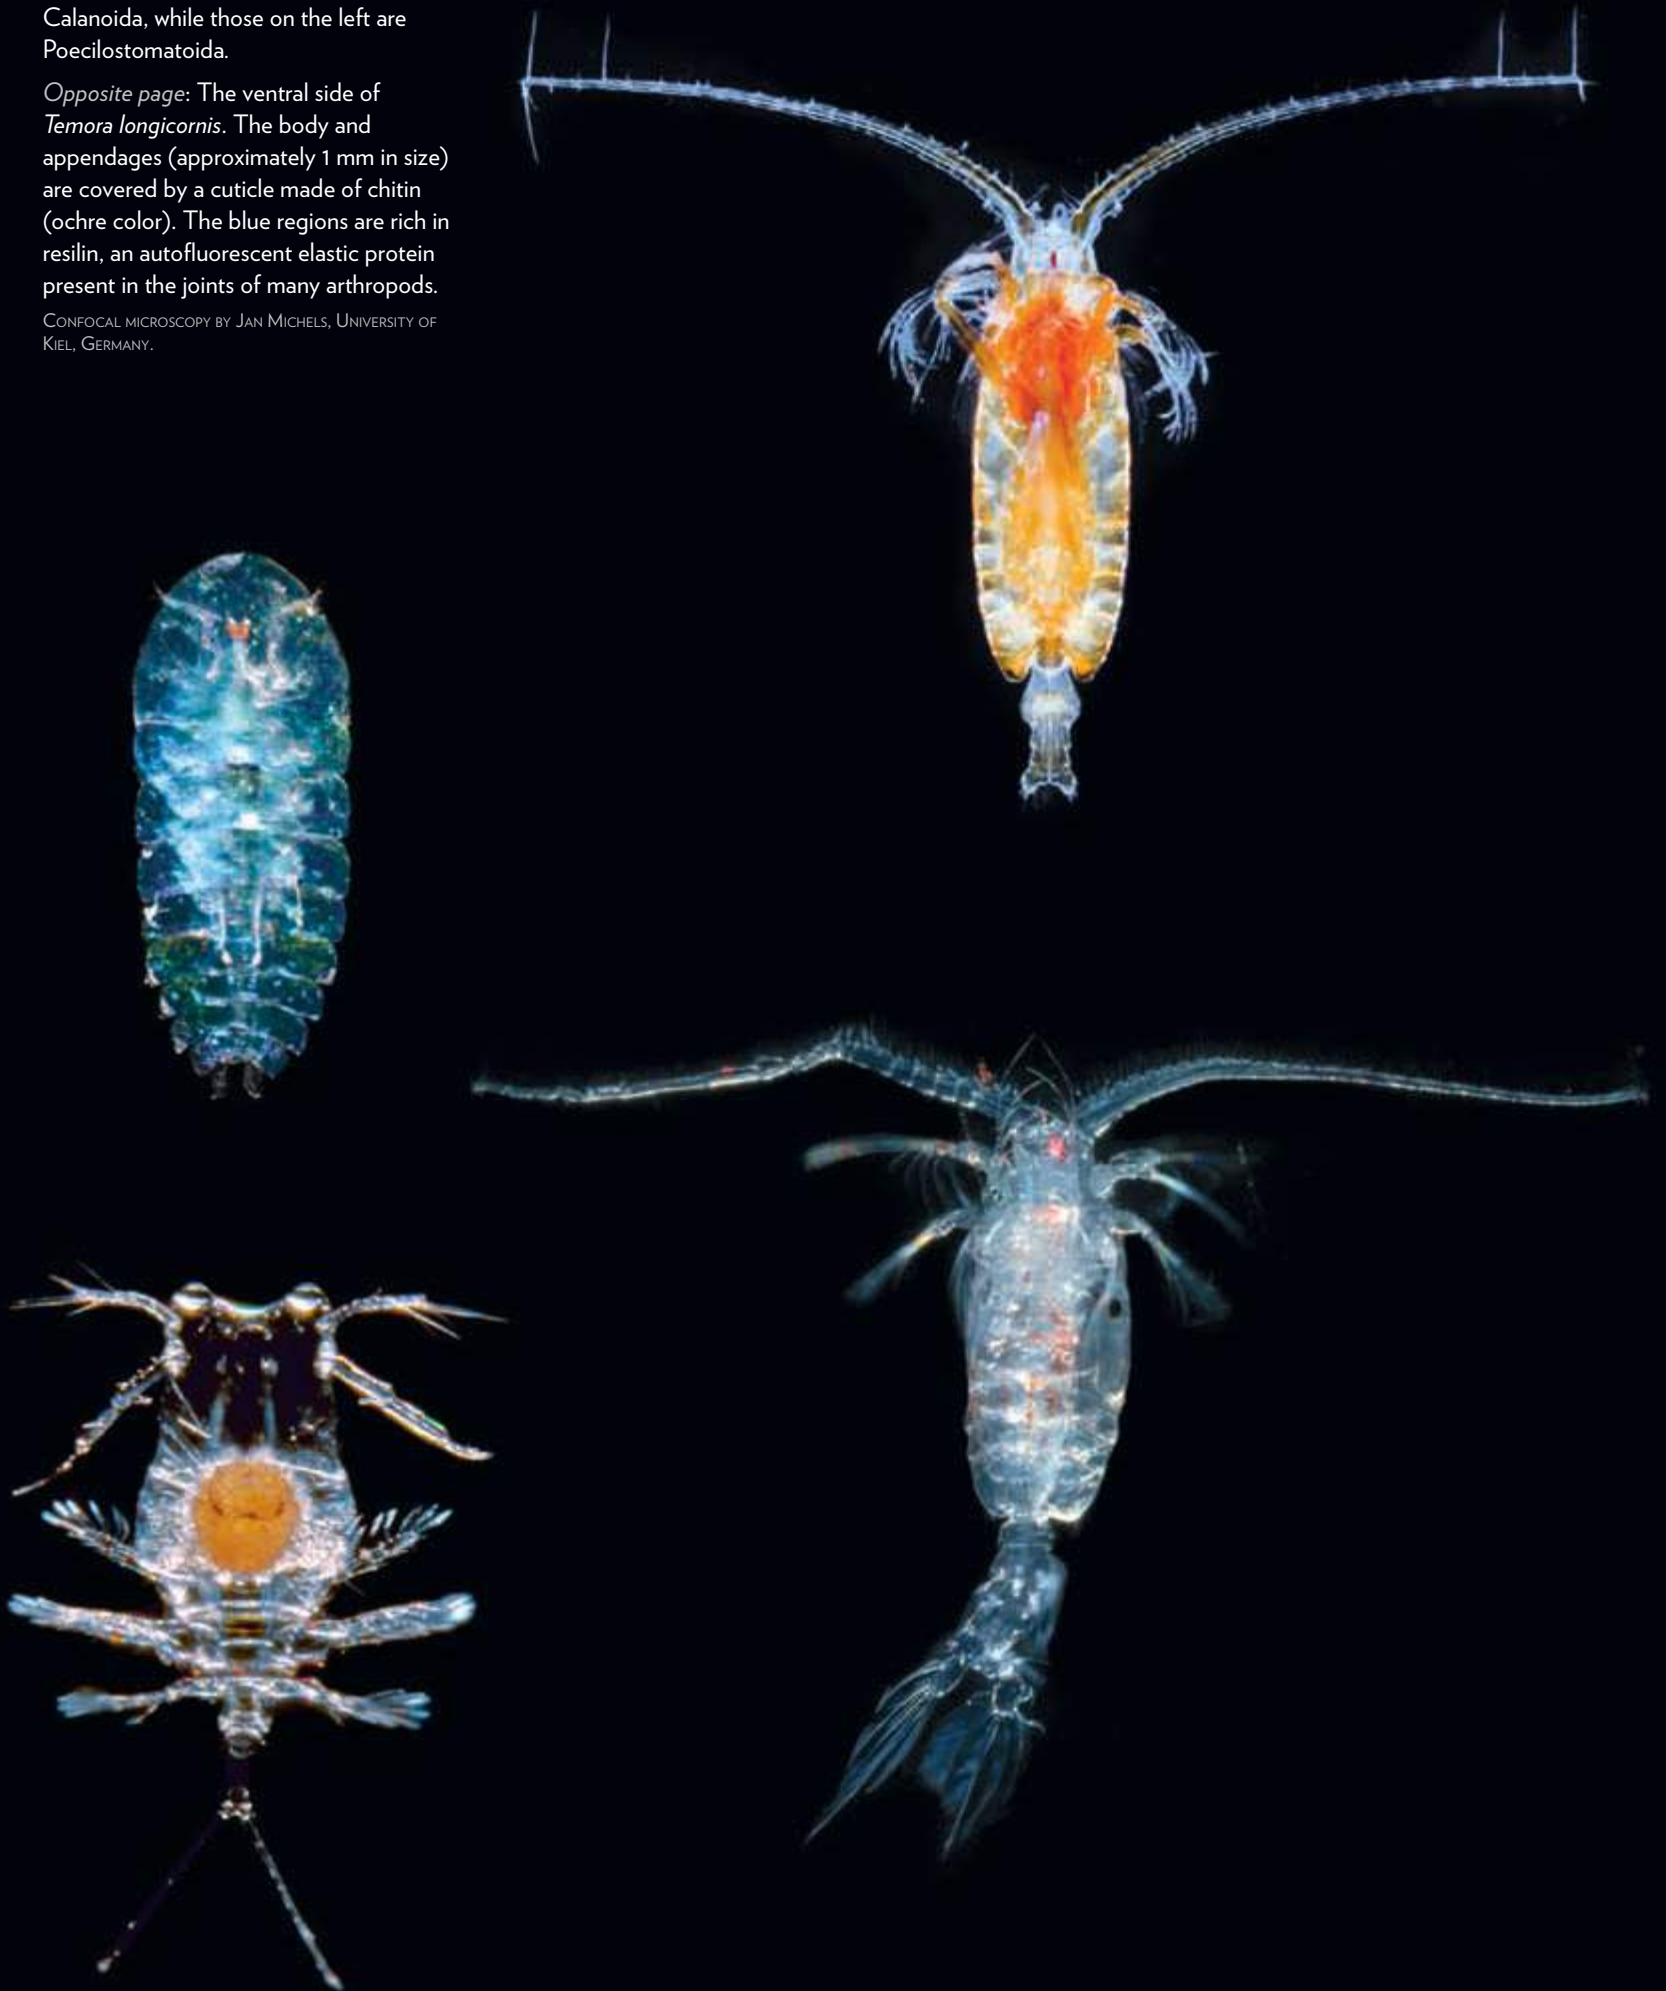 Calanoida, while those on the left are
Poecilostomatoida.
Opposite page: The ventral side of
Temora longicornis. The body and
appendages (approximately 1 mm in size)
are covered by a cuticle made of chitin
(ochre color). The blue regions are rich in
resilin, an autofluorescent elastic protein
present in the joints of many arthropods.
Confocal microscopy by Jan Michels, University of
Kiel, Germany.